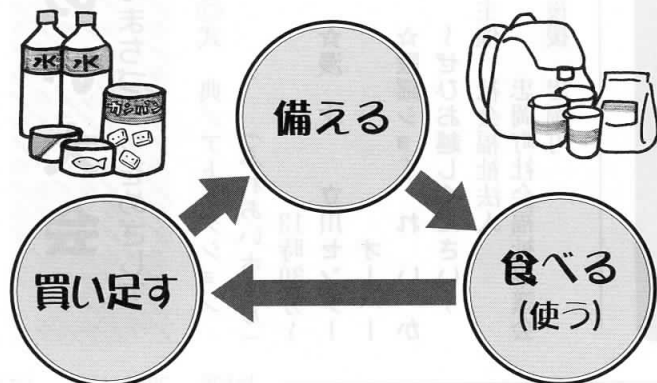 水 水
カンパン
備える
買い足す
食べる
(使う)